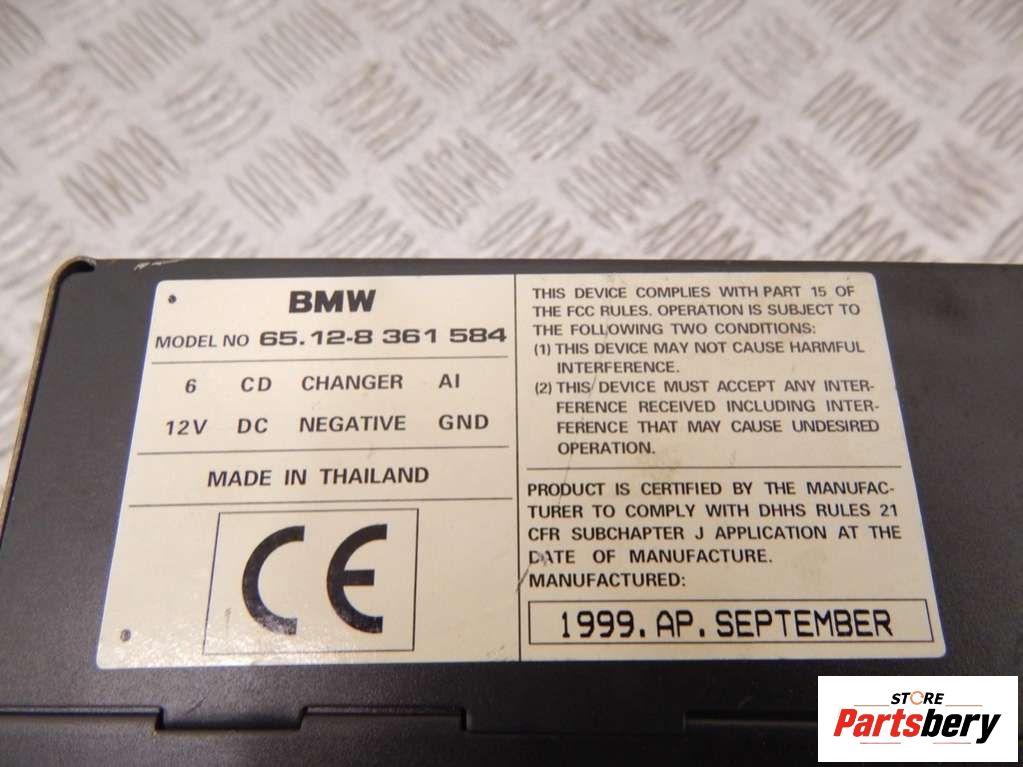 BMW
MODEL NO 65.12-8 361 584
6 CD CHANGER AI
12V DC NEGATIVE GND
MADE IN THAILAND
CE
THIS DEVICE COMPLIES WITH PART 15 OF
THE FCC RULES. OPERATION IS SUBJECT TO
THE FOLLOWING TWO CONDITIONS:
(1) THIS DEVICE MAY NOT CAUSE HARMFUL
INTERFERENCE.
(2) THIS DEVICE MUST ACCEPT ANY INTER-
FERENCE RECEIVED INCLUDING INTER-
FERENCE THAT MAY CAUSE UNDESIRED
OPERATION.
PRODUCT IS CERTIFIED BY THE MANUFAC-
TURER TO COMPLY WITH DHHS RULES 21
CFR SUBCHAPTER J APPLICATION AT THE
DATE OF MANUFACTURE.
MANUFACTURED:
1999. AP. SEPTEMBER
STORE
Partsbery